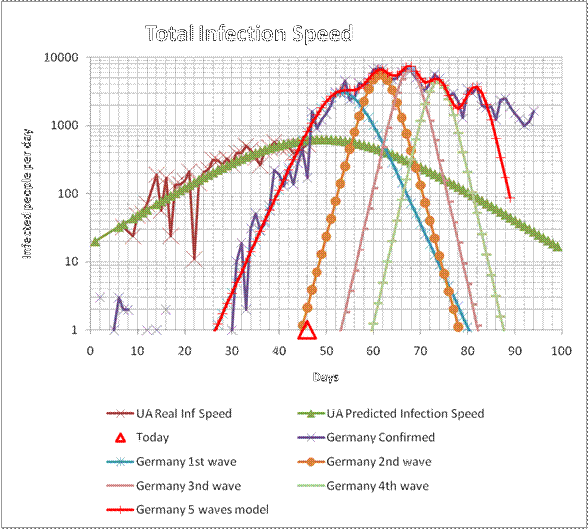 Total Infection Speed
Infected people per day
10000
1000
100
10
1
0 10 20 30 40 50 60 70 80 90 100
Days
UA Real Inf Speed
UA Predicted Infection Speed
Today
Germany Confirmed
Germany 1st wave
Germany 2nd wave
Germany 3nd wave
Germany 4th wave
Germany 5 waves model